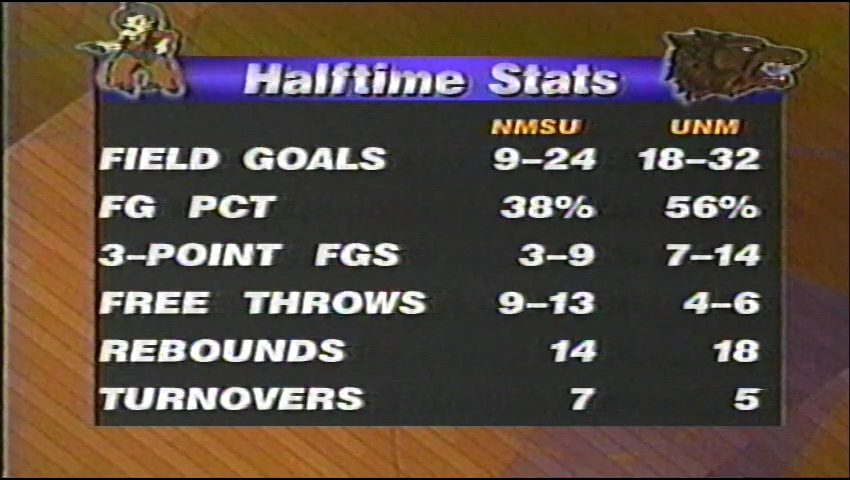 Halftime Stats
NMSU UNM
FIELD GOALS 9-24 18-32
FG PCT 38% 56%
3-POINT FGS 3-9 7-14
FREE THROWS 9-13 4-6
REBOUNDS 14 18
TURNOVERS 7 5